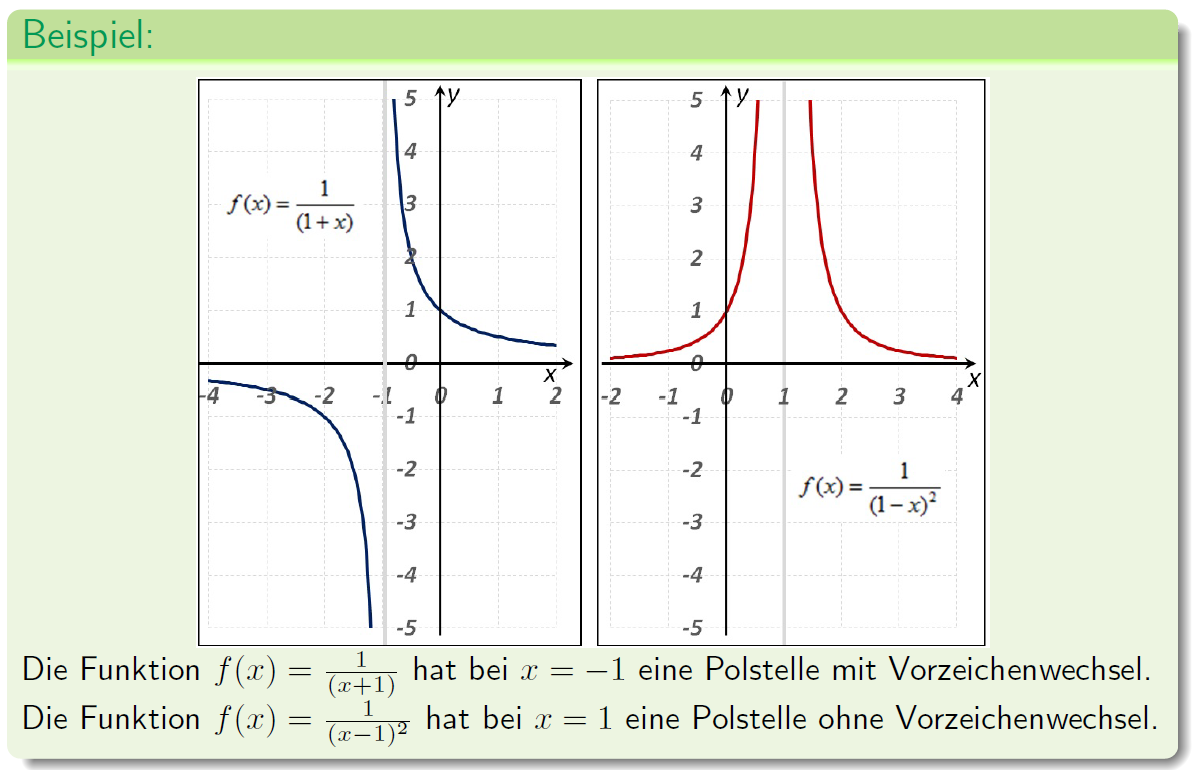 Beispiel:
5
y
4
f(x) = 1/(1 + x)
3
2
1
0
x
-4 -3 -2 -1 0 1 2
-1
-2
-3
-4
-5
5
y
4
3
2
1
0
x
-2 -1 0 1 2 3 4
-1
-2
f(x) = 1/(1 − x)²
-3
-4
-5
Die Funktion f(x) = 1/(x+1) hat bei x = −1 eine Polstelle mit Vorzeichenwechsel.
Die Funktion f(x) = 1/(x−1)² hat bei x = 1 eine Polstelle ohne Vorzeichenwechsel.